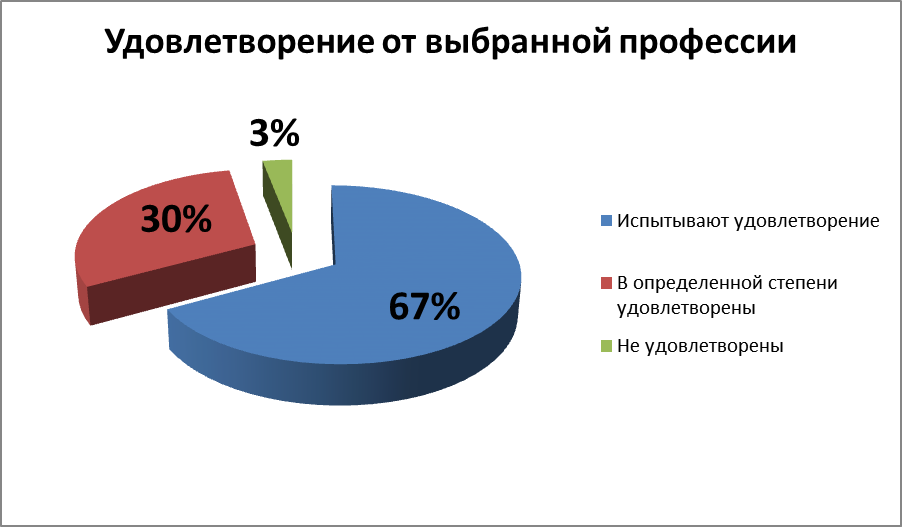 Удовлетворение от выбранной профессии
3%
30%
67%
Испытывают удовлетворение
В определенной степени
удовлетворены
Не удовлетворены